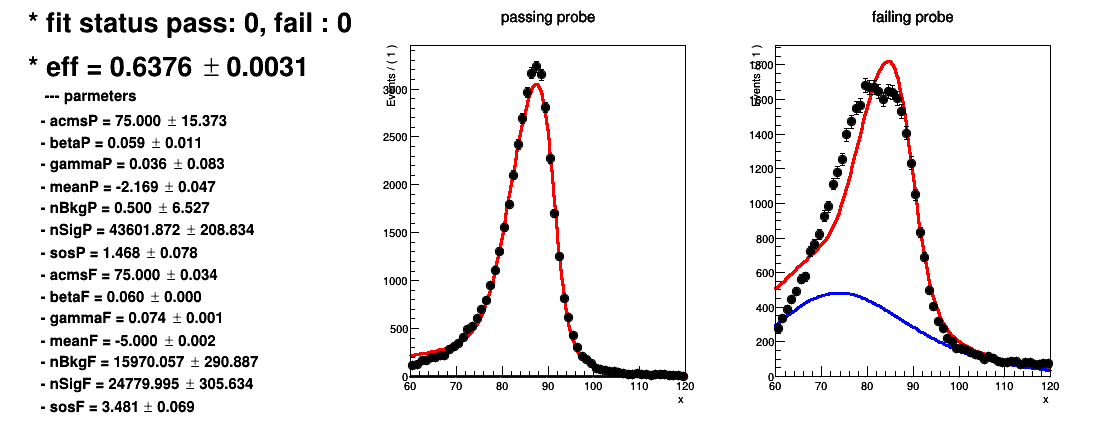 * fit status pass: 0, fail : 0
* eff = 0.6376 ± 0.0031
--- parmeters
- acmsP = 75.000 ± 15.373
- betaP = 0.059 ± 0.011
- gammaP = 0.036 ± 0.083
- meanP = -2.169 ± 0.047
- nBkgP = 0.500 ± 6.527
- nSigP = 43601.872 ± 208.834
- sosP = 1.468 ± 0.078
- acmsF = 75.000 ± 0.034
- betaF = 0.060 ± 0.000
- gammaF = 0.074 ± 0.001
- meanF = -5.000 ± 0.002
- nBkgF = 15970.057 ± 290.887
- nSigF = 24779.995 ± 305.634
- sosF = 3.481 ± 0.069
passing probe
Events / ( 1 )
3000
2500
2000
1500
1000
500
0
60 70 80 90 100 110 120
x
failing probe
Events / ( 1 )
1800
1600
1400
1200
1000
800
600
400
200
0
60 70 80 90 100 110 120
x